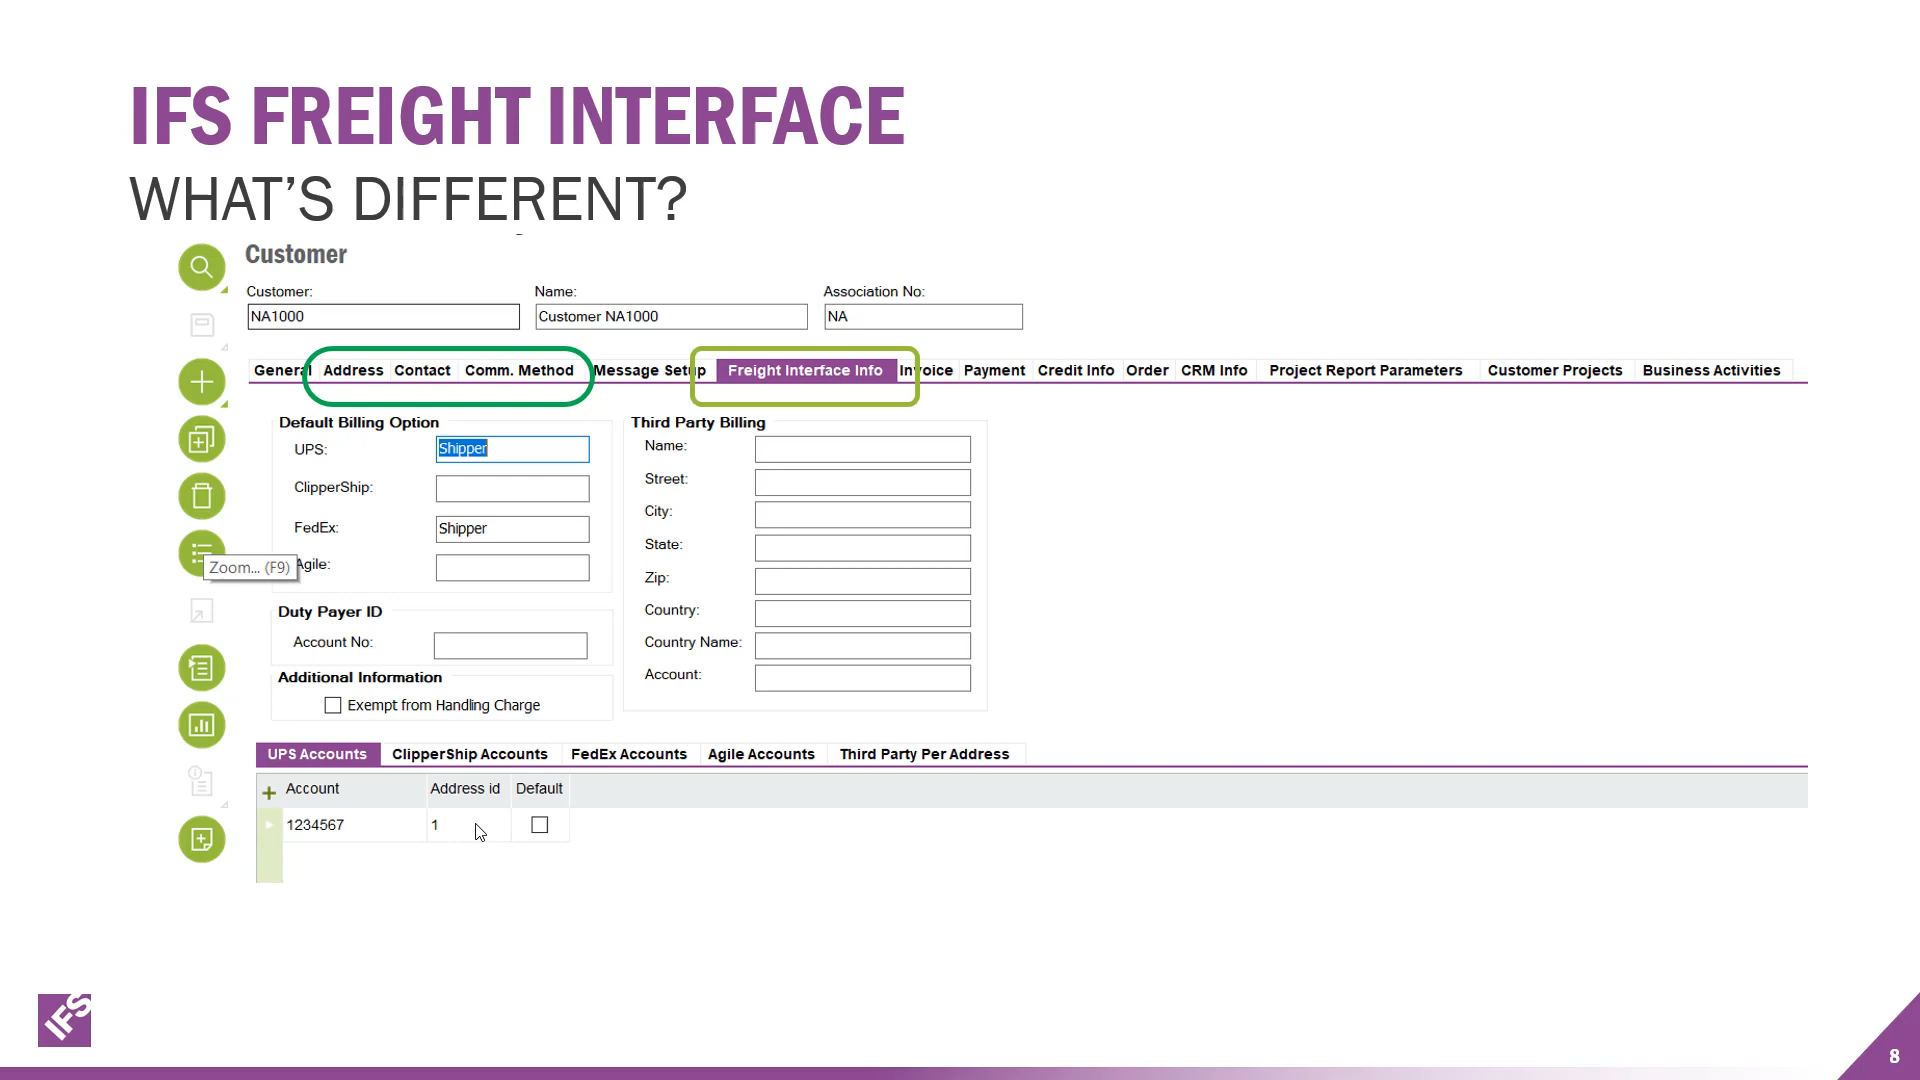 IFS FREIGHT INTERFACE
WHAT'S DIFFERENT?
Customer
Customer: Name: Association No:
NA1000 Customer NA1000 NA
General Address Contact Comm. Method Message Setup Freight Interface Info Invoice Payment Credit Info Order CRM Info Project Report Parameters Customer Projects Business Activities
Default Billing Option
UPS: Shipper
ClipperShip:
FedEx: Shipper
Zoom... (F9) Agile:
Duty Payer ID
Account No:
Additional Information
Exempt from Handling Charge
Third Party Billing
Name:
Street:
City:
State:
Zip:
Country:
Country Name:
Account:
UPS Accounts ClipperShip Accounts FedEx Accounts Agile Accounts Third Party Per Address
Account Address id Default
1234567 1
IFS
8